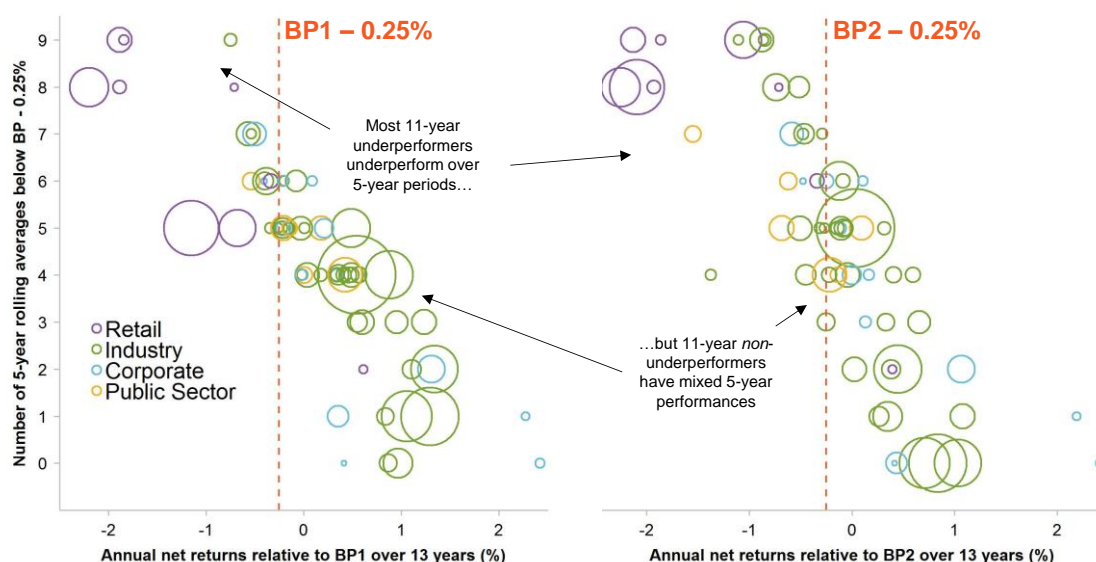 BP1 – 0.25%
BP2 – 0.25%
Number of 5-year rolling averages below BP - 0.25%
9
8
7
6
5
4
3
2
1
0
Most 11-year
underperformers
underperform over
5-year periods…
…but 11-year non-
underperformers
have mixed 5-year
performances
Retail
Industry
Corporate
Public Sector
-2
-1
0
1
2
Annual net returns relative to BP1 over 13 years (%)
-2
-1
0
1
2
Annual net returns relative to BP2 over 13 years (%)